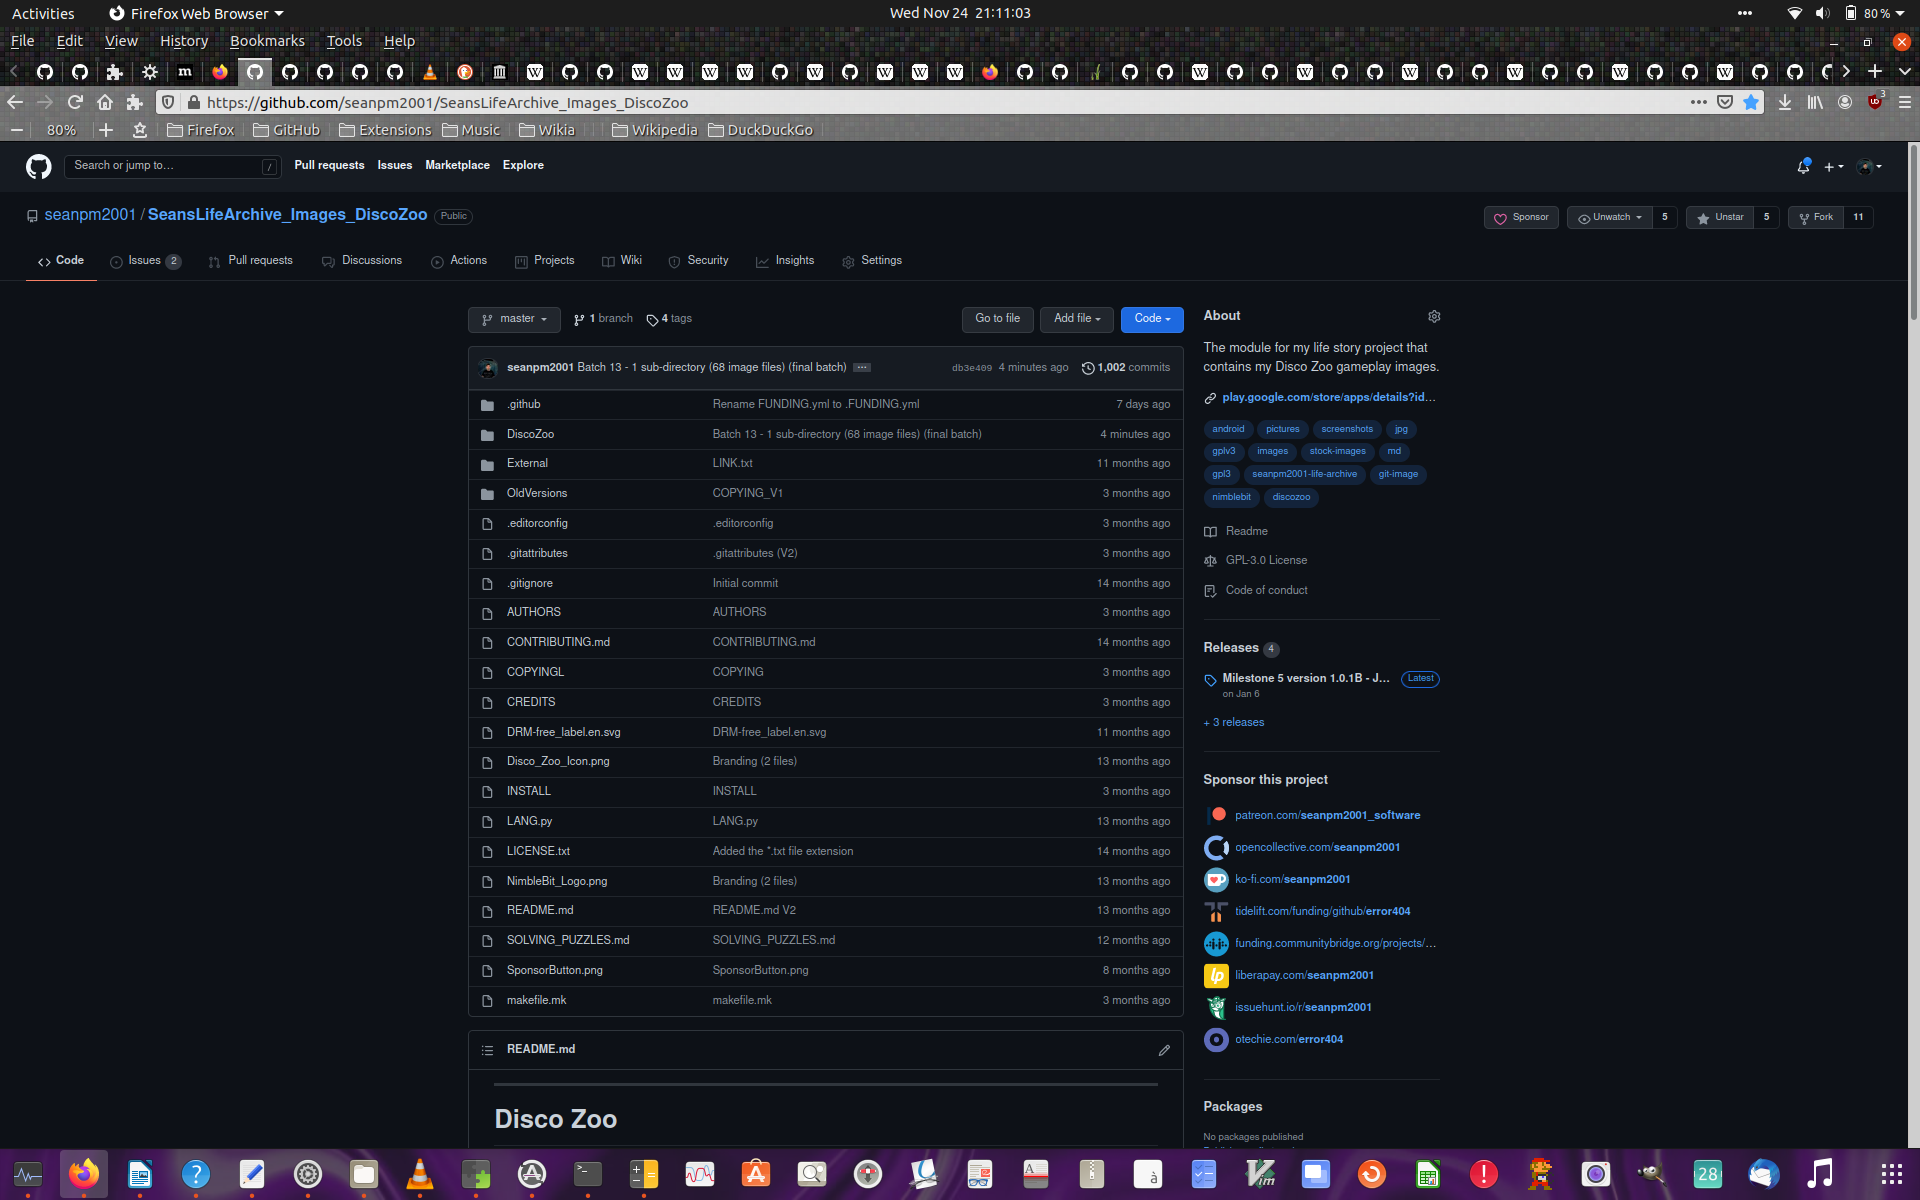 Activities Firefox Web Browser Wed Nov 24 21:11:03 80 %
File Edit View History Bookmarks Tools Help
https://github.com/seanpm2001/SeansLifeArchive_Images_DiscoZoo 3
80% Firefox GitHub Extensions Music Wikia Wikipedia DuckDuckGo
Search or jump to… / Pull requests Issues Marketplace Explore
seanpm2001 / SeansLifeArchive_Images_DiscoZoo Public Sponsor Unwatch 5 Unstar 5 Fork 11
Code Issues 2 Pull requests Discussions Actions Projects Wiki Security Insights Settings
master 1 branch 4 tags Go to file Add file Code
seanpm2001 Batch 13 - 1 sub-directory (68 image files) (final batch) ... db3e409 4 minutes ago 1,002 commits
.github Rename FUNDING.yml to .FUNDING.yml 7 days ago
DiscoZoo Batch 13 - 1 sub-directory (68 image files) (final batch) 4 minutes ago
External LINK.txt 11 months ago
OldVersions COPYING_V1 3 months ago
.editorconfig .editorconfig 3 months ago
.gitattributes .gitattributes (V2) 3 months ago
.gitignore Initial commit 14 months ago
AUTHORS AUTHORS 3 months ago
CONTRIBUTING.md CONTRIBUTING.md 14 months ago
COPYINGL COPYING 3 months ago
CREDITS CREDITS 3 months ago
DRM-free_label.en.svg DRM-free_label.en.svg 11 months ago
Disco_Zoo_Icon.png Branding (2 files) 13 months ago
INSTALL INSTALL 3 months ago
LANG.py LANG.py 13 months ago
LICENSE.txt Added the *.txt file extension 14 months ago
NimbleBit_Logo.png Branding (2 files) 13 months ago
README.md README.md V2 13 months ago
SOLVING_PUZZLES.md SOLVING_PUZZLES.md 12 months ago
SponsorButton.png SponsorButton.png 8 months ago
makefile.mk makefile.mk 3 months ago
README.md
Disco Zoo
About
The module for my life story project that
contains my Disco Zoo gameplay images.
play.google.com/store/apps/details?id...
android pictures screenshots jpg
gplv3 images stock-images md
gpl3 seanpm2001-life-archive git-image
nimblebit discozoo
Readme
GPL-3.0 License
Code of conduct
Releases 4
Milestone 5 version 1.0.1B - J... Latest
on Jan 6
+ 3 releases
Sponsor this project
patreon.com/seanpm2001_software
opencollective.com/seanpm2001
ko-fi.com/seanpm2001
tidelift.com/funding/github/error404
funding.communitybridge.org/projects/...
liberapay.com/seanpm2001
issuehunt.io/r/seanpm2001
otechie.com/error404
Packages
No packages published
28